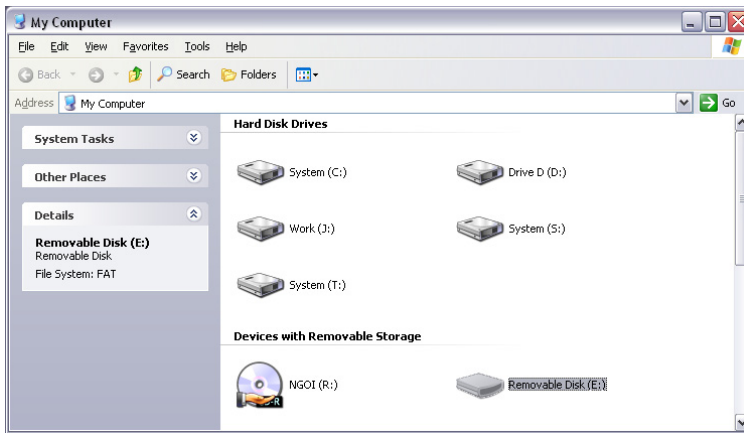 My Computer
File Edit View Favorites Tools Help
Back Search Folders
Address My Computer Go
System Tasks
Other Places
Details
Removable Disk (E:)
Removable Disk
File System: FAT
Hard Disk Drives
System (C:) Drive D (D:)
Work (J:) System (S:)
System (T:)
Devices with Removable Storage
NGOI (R:) Removable Disk (E:)